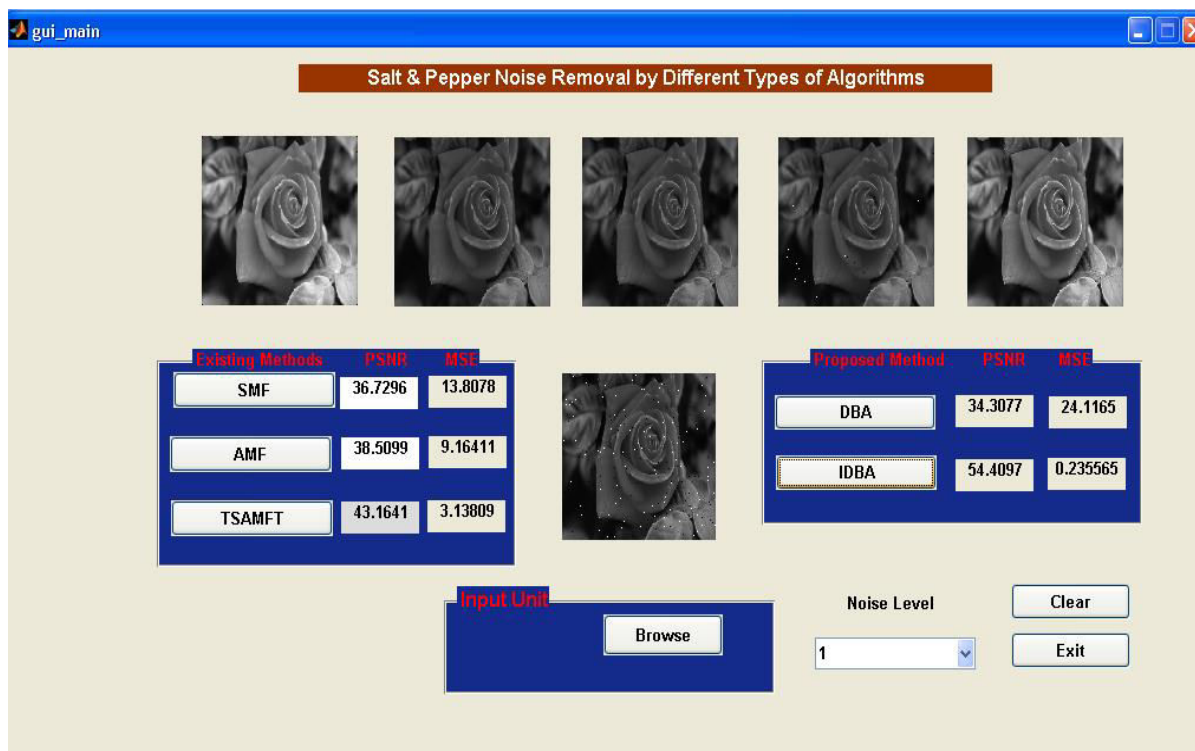 gui_main
Salt & Pepper Noise Removal by Different Types of Algorithms
Existing Methods PSNR MSE
SMF 36.7296 13.8078
AMF 38.5099 9.16411
TSAMFT 43.1641 3.13809
Proposed Method PSNR MSE
DBA 34.3077 24.1165
IDBA 54.4097 0.235565
Input Unit
Browse
Noise Level
1
Clear
Exit